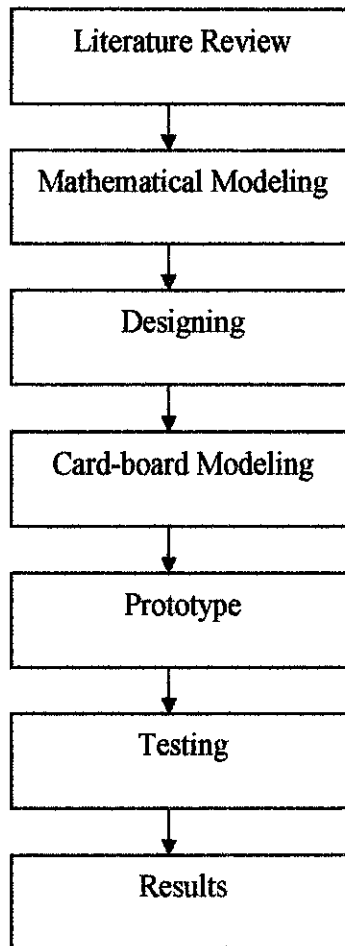 Literature Review
Mathematical Modeling
Designing
Card-board Modeling
Prototype
Testing
Results